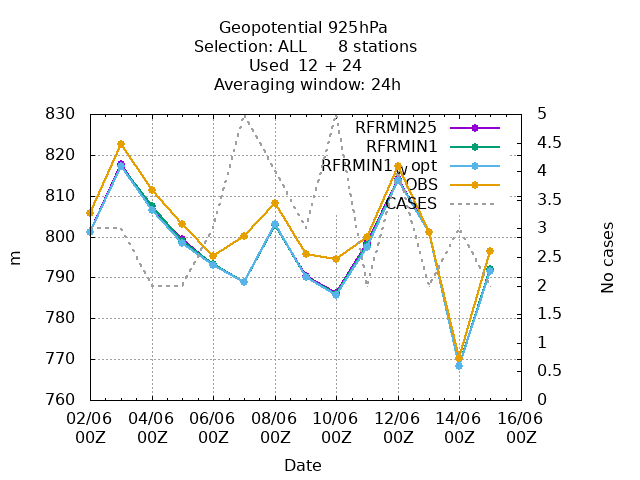 Geopotential 925hPa
Selection: ALL 8 stations
Used 12 + 24
Averaging window: 24h
830
820
810
800
790
780
770
760
m
5
4.5
4
3.5
3
2.5
2
1.5
1
0.5
0
No cases
RFRMIN25
RFRMIN1
RFRMIN1_w_opt
OBS
CASES
02/06 04/06 06/06 08/06 10/06 12/06 14/06 16/06
00Z 00Z 00Z 00Z 00Z 00Z 00Z 00Z
Date